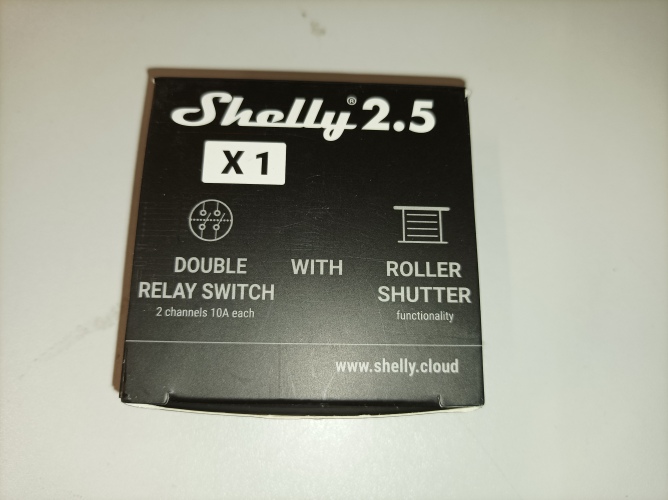 Shelly® 2.5
X 1
DOUBLE WITH ROLLER
RELAY SWITCH SHUTTER
2 channels 10A each functionality
www.shelly.cloud